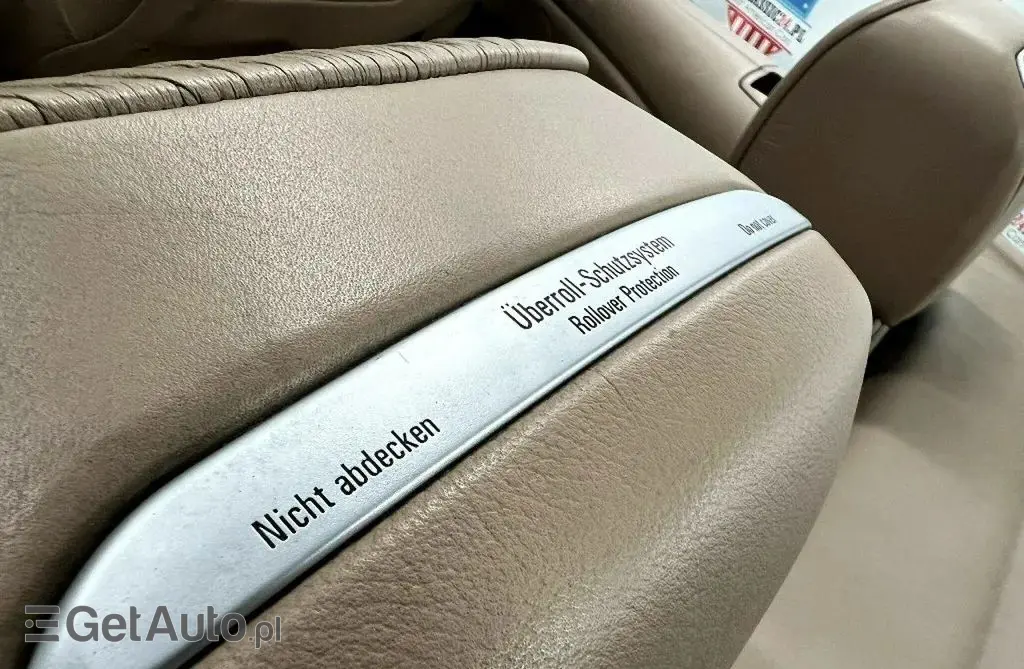 Nicht abdecken
Überroll-Schutzsystem
Rollover Protection
Do not cover
GetAuto.pl